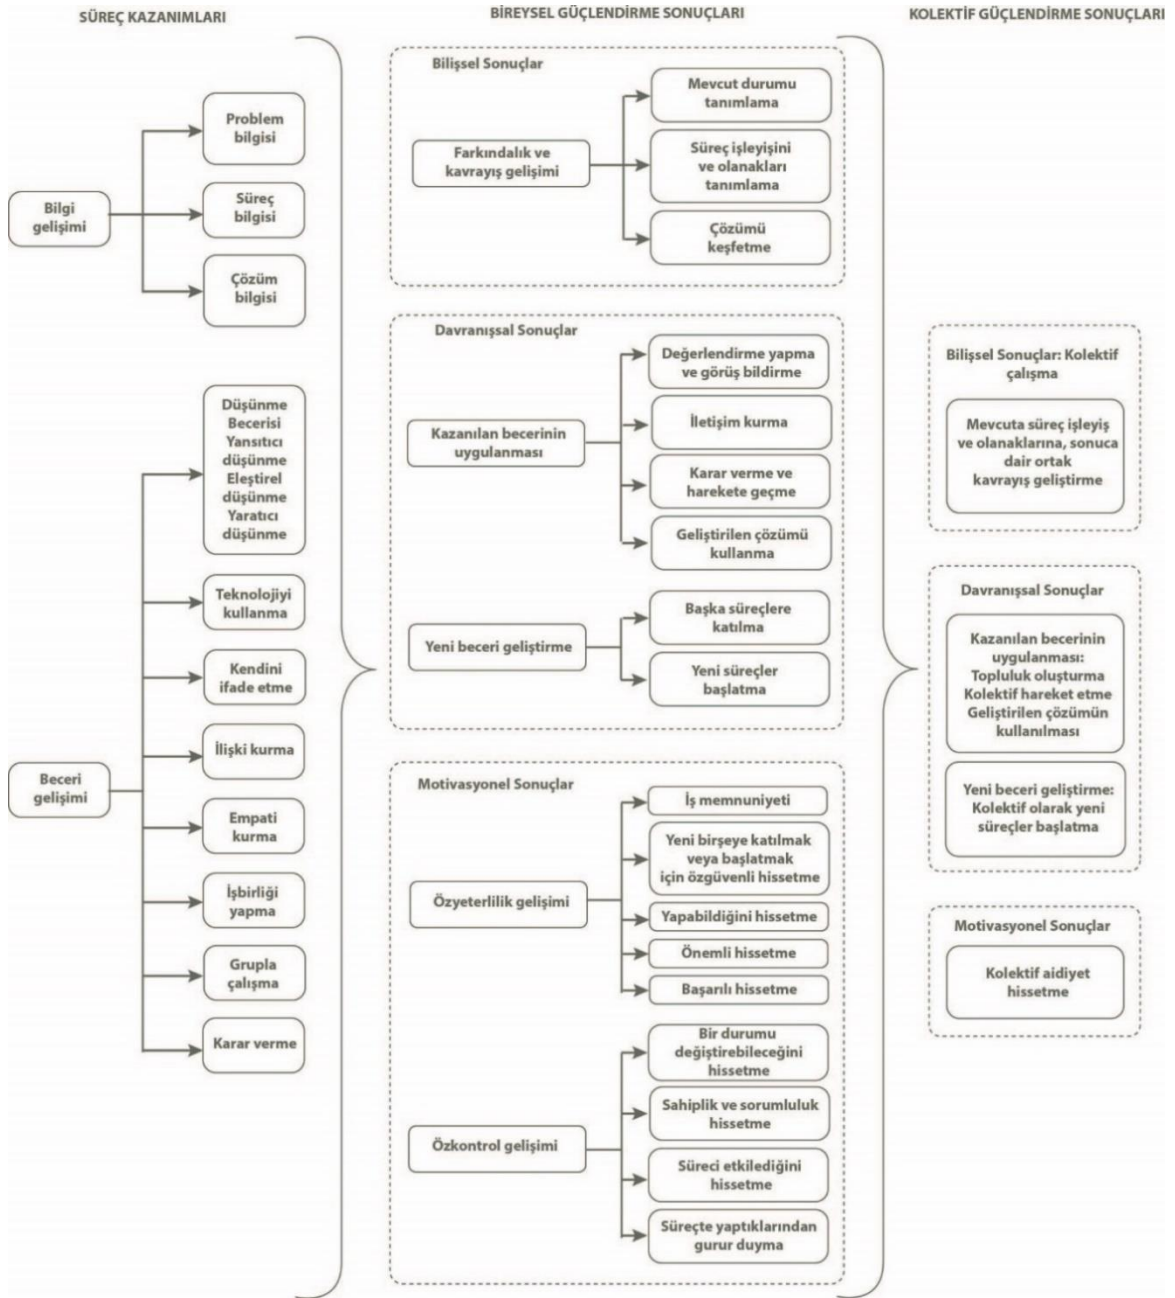 SÜREÇ KAZANIMLARI
Bilgi
gelişimi
Problem
bilgisi
Süreç
bilgisi
Çözüm
bilgisi
Beceri
gelişimi
Düşünme
Becerisi
Yansıtıcı
düşünme
Eleştirel
düşünme
Yaratıcı
düşünme
Teknolojiyi
kullanma
Kendini
ifade etme
İlişki kurma
Empati
kurma
İşbirliği
yapma
Grupla
çalışma
Karar verme
BİREYSEL GÜÇLENDİRME SONUÇLARI
Bilişsel Sonuçlar
Farkındalık ve
kavrayış gelişimi
Mevcut durumu
tanımlama
Süreç işleyişini
ve olanakları
tanımlama
Çözümü
keşfetme
Davranışsal Sonuçlar
Kazanılan becerinin
uygulanması
Değerlendirme yapma
ve görüş bildirme
İletişim kurma
Karar verme ve
harekete geçme
Geliştirilen çözümü
kullanma
Yeni beceri geliştirme
Başka süreçlere
katılma
Yeni süreçler
başlatma
Motivasyonel Sonuçlar
Özyeterlilik gelişimi
İş memnuniyeti
Yeni birşeye katılmak
veya başlatmak
için özgüvenli hissetme
Yapabildiğini hissetme
Önemli hissetme
Başarılı hissetme
Özkontrol gelişimi
Bir durumu
değiştirebileceğini
hissetme
Sahiplik ve sorumluluk
hissetme
Süreci etkilediğini
hissetme
Süreçte yaptıklarından
gurur duyma
KOLEKTİF GÜÇLENDİRME SONUÇLARI
Bilişsel Sonuçlar: Kolektif
çalışma
Mevcuta süreç işleyiş
ve olanaklarına, sonuca
dair ortak
kavrayış geliştirme
Davranışsal Sonuçlar
Kazanılan becerinin
uygulanması:
Topluluk oluşturma
Kolektif hareket etme
Geliştirilen çözümün
kullanılması
Yeni beceri geliştirme:
Kolektif olarak yeni
süreçler başlatma
Motivasyonel Sonuçlar
Kolektif aidiyet
hissetme